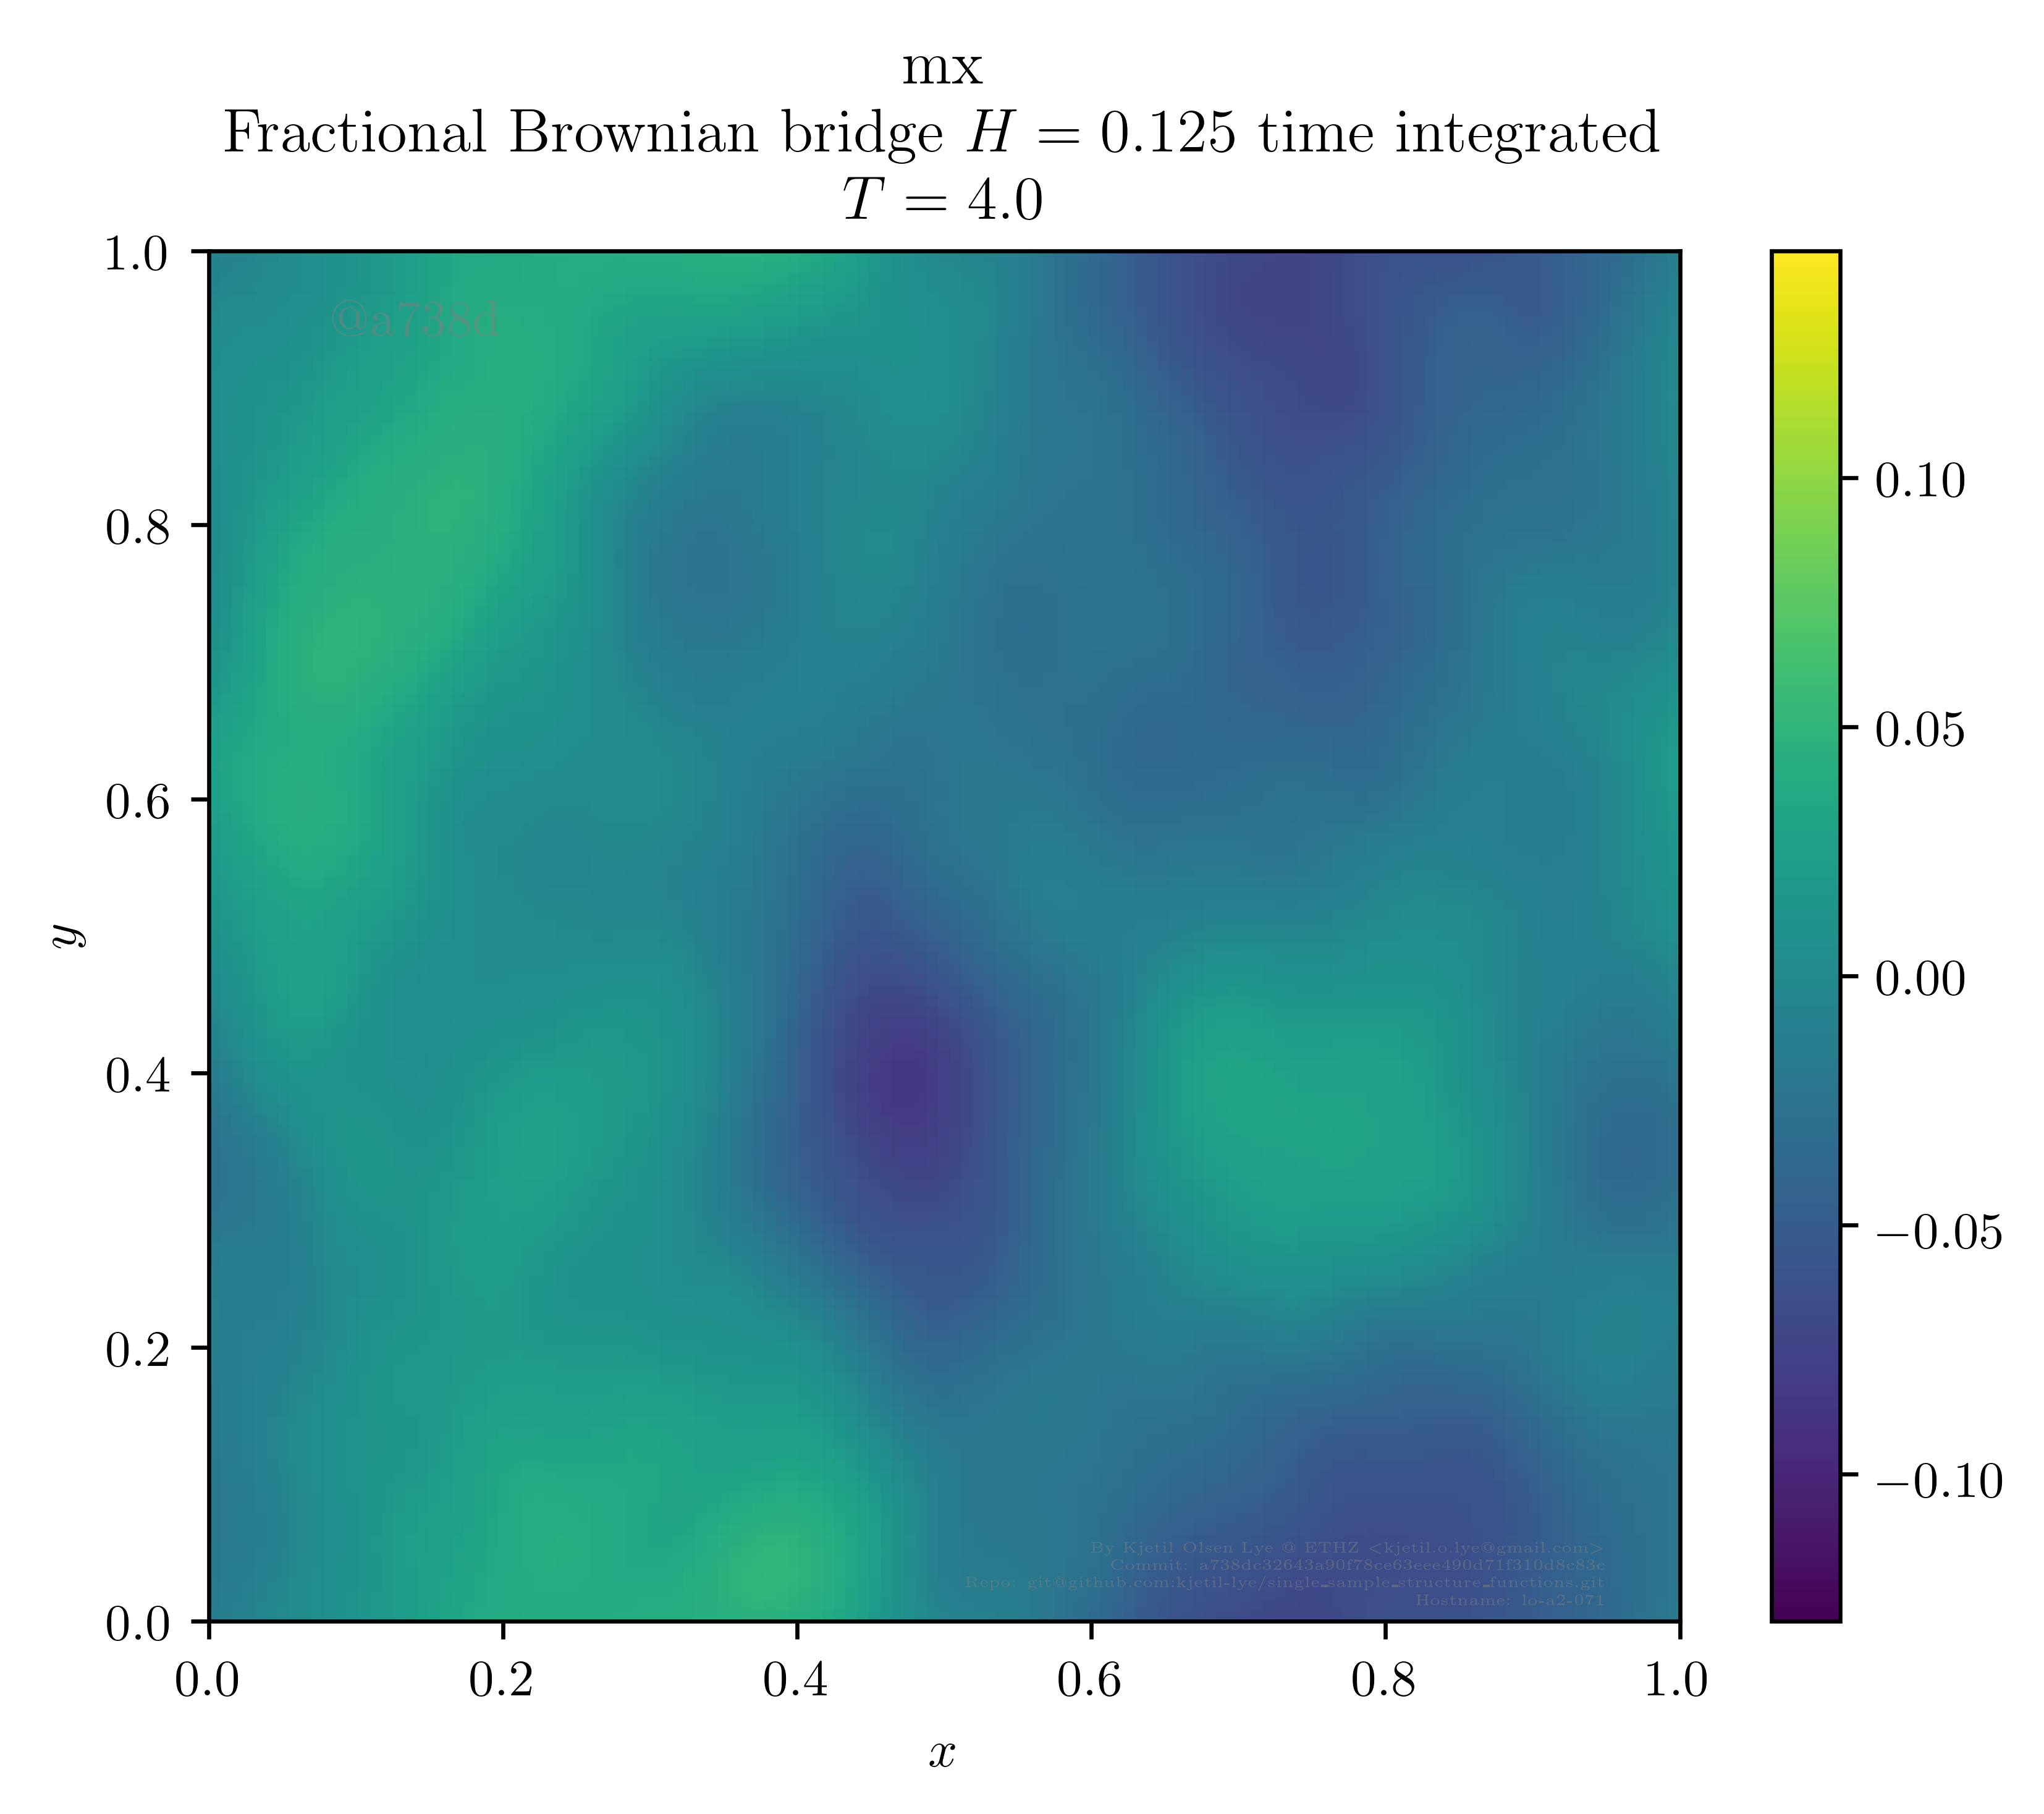 mx
Fractional Brownian bridge H = 0.125 time integrated
T = 4.0
1.0
0.8
0.6
0.4
0.2
0.0
y
0.0 0.2 0.4 0.6 0.8 1.0
x
0.10
0.05
0.00
−0.05
−0.10
@a738d
By Kjetil Olsen Lye @ ETHZ <kjetil.o.lye@gmail.com>
Commit: a738dc32643a90f78ce63eee490d71f310d8c83c
Repo: git@github.com:kjetil-lye/single_sample_structure_functions.git
Hostname: lo-a2-071